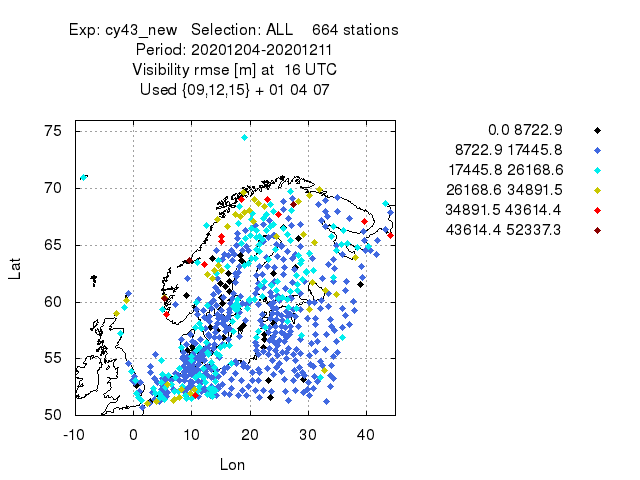 Exp: cy43_new   Selection: ALL    664 stations
Period: 20201204-20201211
Visibility rmse [m] at  16 UTC
Used {09,12,15} + 01 04 07
0.0 8722.9
8722.9 17445.8
17445.8 26168.6
26168.6 34891.5
34891.5 43614.4
43614.4 52337.3
75
70
65
60
55
50
Lat
-10 0 10 20 30 40
Lon